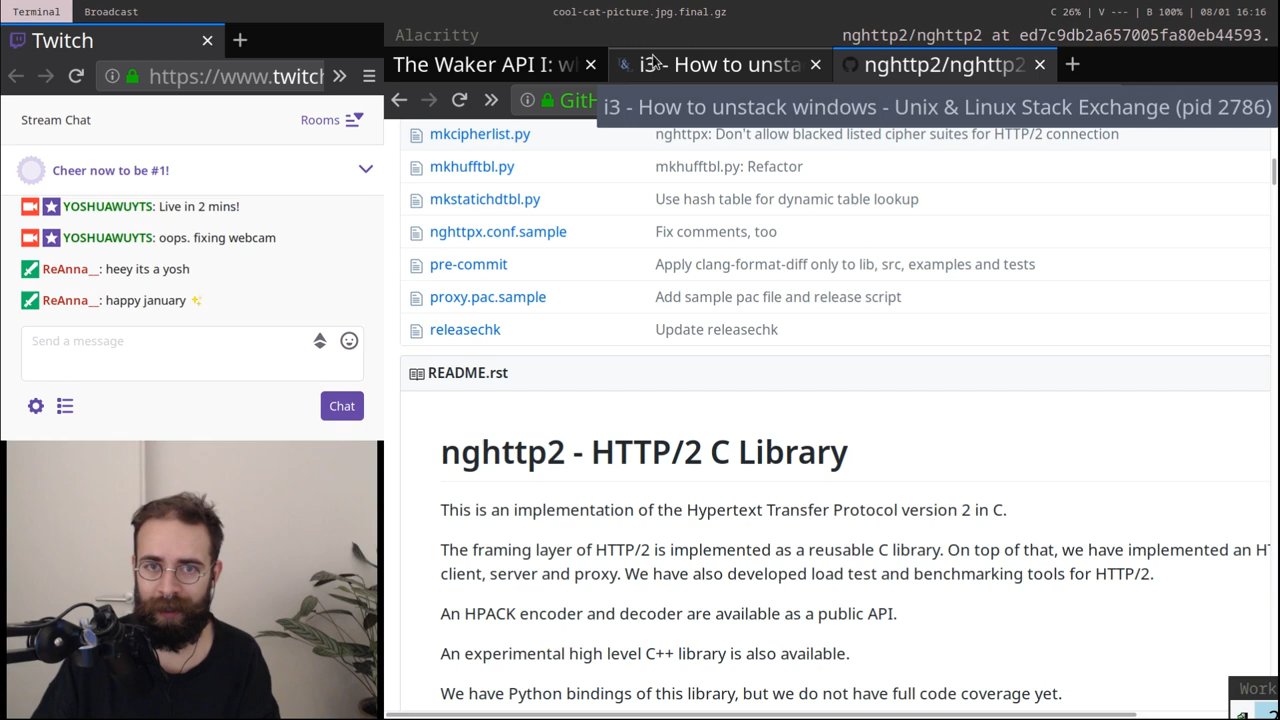 Terminal Broadcast cool-cat-picture.jpg.final.gz C 26% | V --- | B 100% | 08/01 16:16
Twitch
https://www.twitch
Stream Chat Rooms
Cheer now to be #1!
YOSHUAWUYTS: Live in 2 mins!
YOSHUAWUYTS: oops. fixing webcam
ReAnna__: heey its a yosh
ReAnna__: happy january ✨
Send a message
Chat
Alacritty nghttp2/nghttp2 at ed7c9db2a657005fa80eb44593.
The Waker API I: w i3 - How to unsta nghttp2/nghttp2
GitH
i3 - How to unstack windows - Unix & Linux Stack Exchange (pid 2786)
mkcipherlist.py nghttpx: Don't allow blacked listed cipher suites for HTTP/2 connection
mkhufftbl.py mkhufftbl.py: Refactor
mkstatichdtbl.py Use hash table for dynamic table lookup
nghttpx.conf.sample Fix comments, too
pre-commit Apply clang-format-diff only to lib, src, examples and tests
proxy.pac.sample Add sample pac file and release script
releasechk Update releasechk
README.rst
nghttp2 - HTTP/2 C Library
This is an implementation of the Hypertext Transfer Protocol version 2 in C.
The framing layer of HTTP/2 is implemented as a reusable C library. On top of that, we have implemented an HT
client, server and proxy. We have also developed load test and benchmarking tools for HTTP/2.
An HPACK encoder and decoder are available as a public API.
An experimental high level C++ library is also available.
We have Python bindings of this library, but we do not have full code coverage yet.
Work